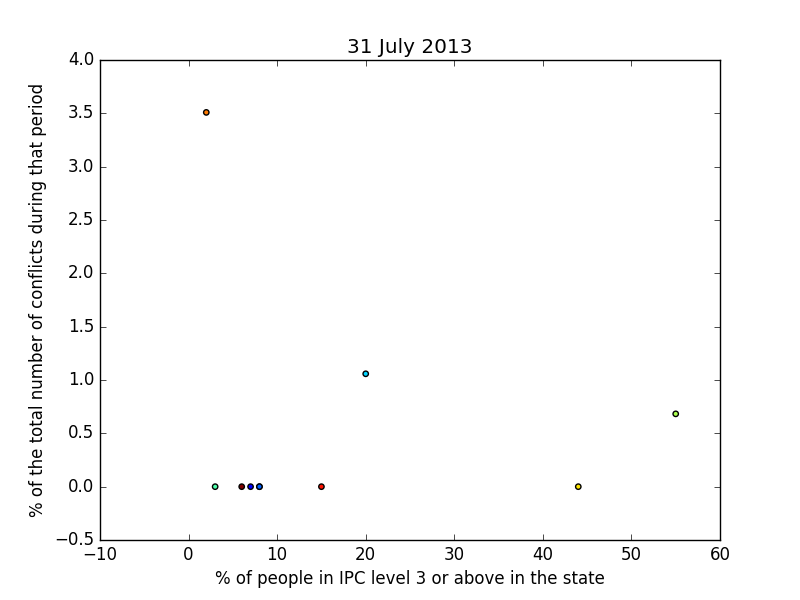 31 July 2013
% of the total number of conflicts during that period
4.0
3.5
3.0
2.5
2.0
1.5
1.0
0.5
0.0
−0.5
−10 0 10 20 30 40 50 60
% of people in IPC level 3 or above in the state